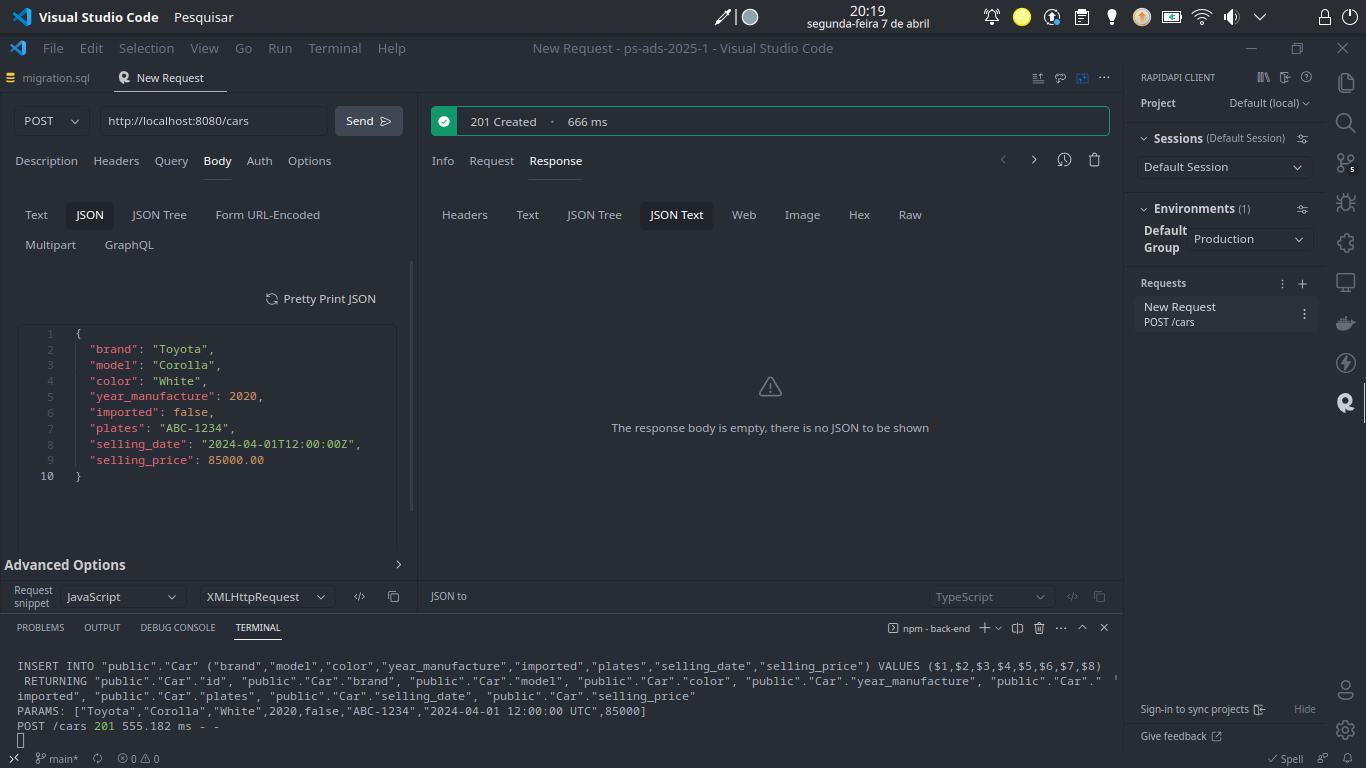 Visual Studio Code Pesquisar
20:19
segunda-feira 7 de abril
File Edit Selection View Go Run Terminal Help
New Request - ps-ads-2025-1 - Visual Studio Code
migration.sql New Request
POST http://localhost:8080/cars Send
Description Headers Query Body Auth Options
Text JSON JSON Tree Form URL-Encoded
Multipart GraphQL
Pretty Print JSON
1 {
2 "brand": "Toyota",
3 "model": "Corolla",
4 "color": "White",
5 "year_manufacture": 2020,
6 "imported": false,
7 "plates": "ABC-1234",
8 "selling_date": "2024-04-01T12:00:00Z",
9 "selling_price": 85000.00
10 }
Advanced Options
Request
snippet
JavaScript XMLHttpRequest
201 Created · 666 ms
Info Request Response
Headers Text JSON Tree JSON Text Web Image Hex Raw
The response body is empty, there is no JSON to be shown
JSON to TypeScript
RAPIDAPI CLIENT
Project Default (local)
Sessions (Default Session)
Default Session
Environments (1)
Default
Group
Production
Requests
New Request
POST /cars
5
Sign-in to sync projects Hide
Give feedback
PROBLEMS OUTPUT DEBUG CONSOLE TERMINAL
npm - back-end
INSERT INTO "public"."Car" ("brand","model","color","year_manufacture","imported","plates","selling_date","selling_price") VALUES ($1,$2,$3,$4,$5,$6,$7,$8)
RETURNING "public"."Car"."id", "public"."Car"."brand", "public"."Car"."model", "public"."Car"."color", "public"."Car"."year_manufacture", "public"."Car"."
imported", "public"."Car"."plates", "public"."Car"."selling_date", "public"."Car"."selling_price"
PARAMS: ["Toyota","Corolla","White",2020,false,"ABC-1234","2024-04-01 12:00:00 UTC",85000]
POST /cars 201 555.182 ms - -
main* 0 0 Spell